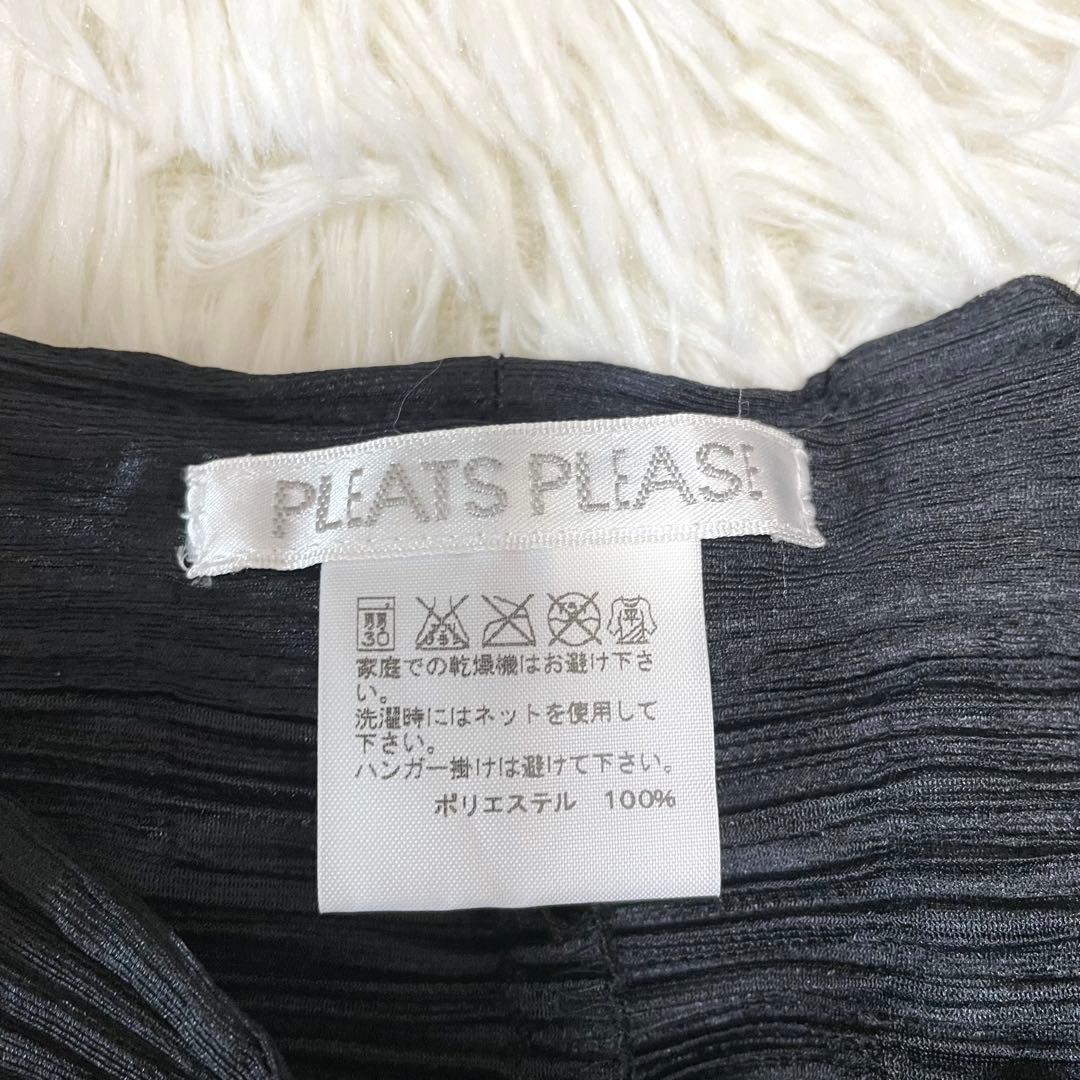 PLEATS PLEASE
弱
30
平
家庭での乾燥機はお避け下さ
い。
洗濯時にはネットを使用して
下さい。
ハンガー掛けは避けて下さい。
ポリエステル 100%